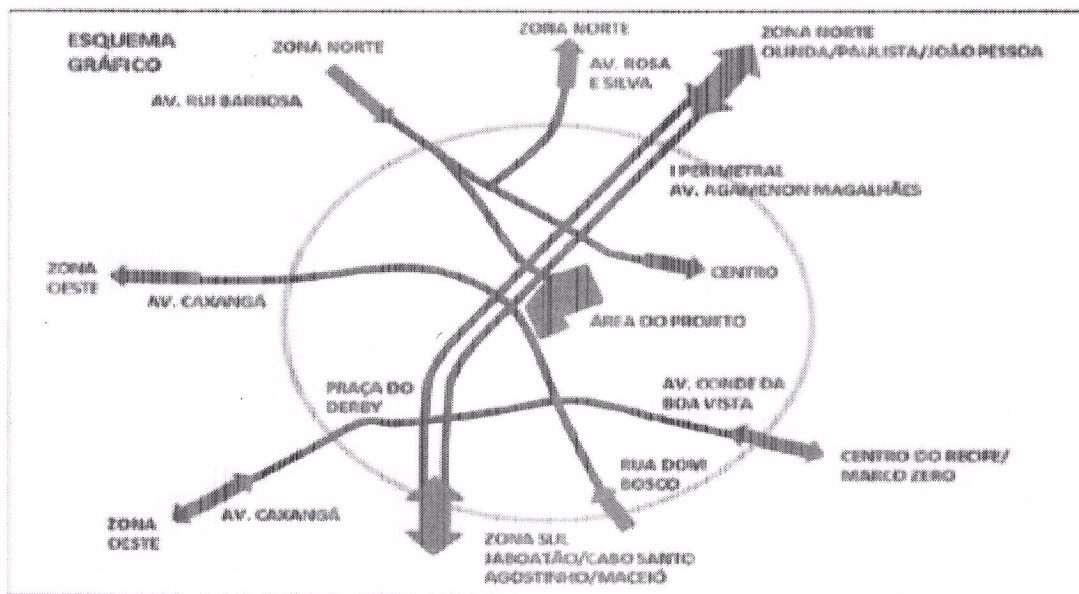 ESQUEMA
GRÁFICO
ZONA NORTE
ZONA NORTE
ZONA NORTE
OLINDA/PAULISTA/JOÃO PESSOA
AV. ROSA
E SILVA
AV. RUI BARBOSA
I PERIMETRAL
AV. AGAMENON MAGALHÃES
ZONA
OESTE
AV. CAXANGÁ
CENTRO
ÁREA DO PROJETO
PRAÇA DO
DERBY
AV. CONDE DA
BOA VISTA
CENTRO DO RECIFE/
MARCO ZERO
RUA DOM
BOSCO
AV. CAXANGÁ
ZONA
OESTE
ZONA SUL
JABOATÃO/CABO SANTO
AGOSTINHO/MACEIÓ